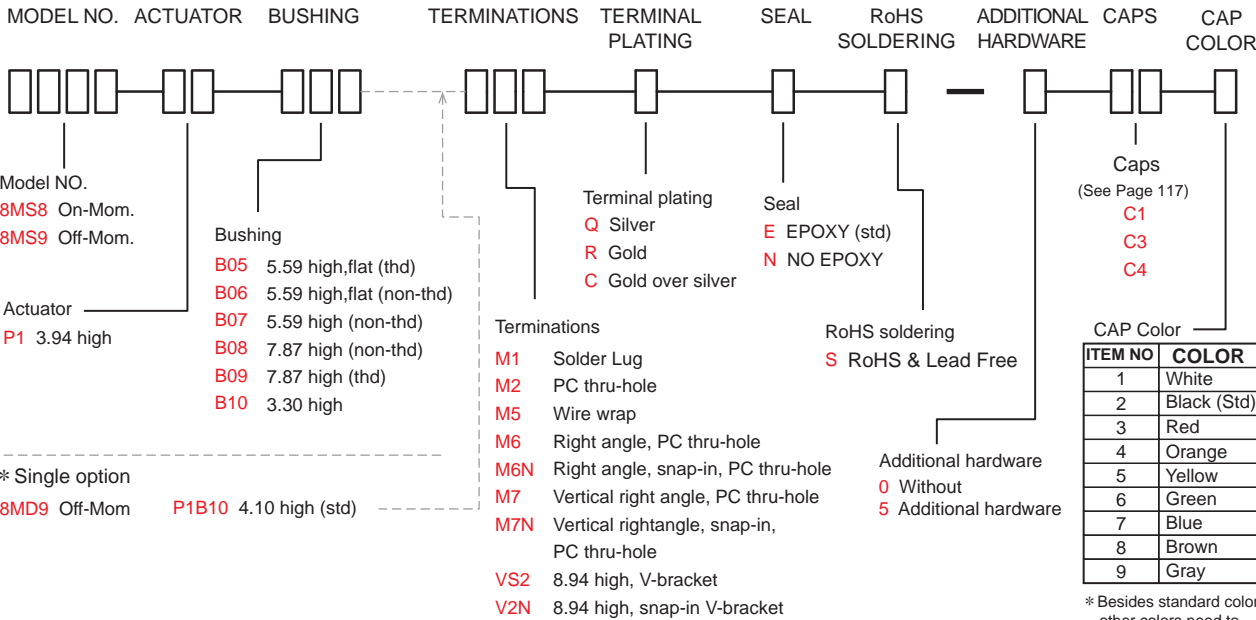 MODEL NO. ACTUATOR BUSHING TERMINATIONS TERMINAL PLATING SEAL RoHS SOLDERING ADDITIONAL HARDWARE CAPS CAP COLOR
Model NO.
8MS8 On-Mom.
8MS9 Off-Mom.
Actuator
P1 3.94 high
Bushing
B05 5.59 high,flat (thd)
B06 5.59 high,flat (non-thd)
B07 5.59 high (non-thd)
B08 7.87 high (non-thd)
B09 7.87 high (thd)
B10 3.30 high
* Single option
8MD9 Off-Mom P1B10 4.10 high (std)
Terminations
M1 Solder Lug
M2 PC thru-hole
M5 Wire wrap
M6 Right angle, PC thru-hole
M6N Right angle, snap-in, PC thru-hole
M7 Vertical right angle, PC thru-hole
M7N Vertical rightangle, snap-in,
PC thru-hole
VS2 8.94 high, V-bracket
V2N 8.94 high, snap-in V-bracket
Terminal plating
Q Silver
R Gold
C Gold over silver
Seal
E EPOXY (std)
N NO EPOXY
RoHS soldering
S RoHS & Lead Free
Additional hardware
0 Without
5 Additional hardware
Caps
(See Page 117)
C1
C3
C4
CAP Color
ITEM NO COLOR
1 White
2 Black (Std)
3 Red
4 Orange
5 Yellow
6 Green
7 Blue
8 Brown
9 Gray
* Besides standard color
other colors need to